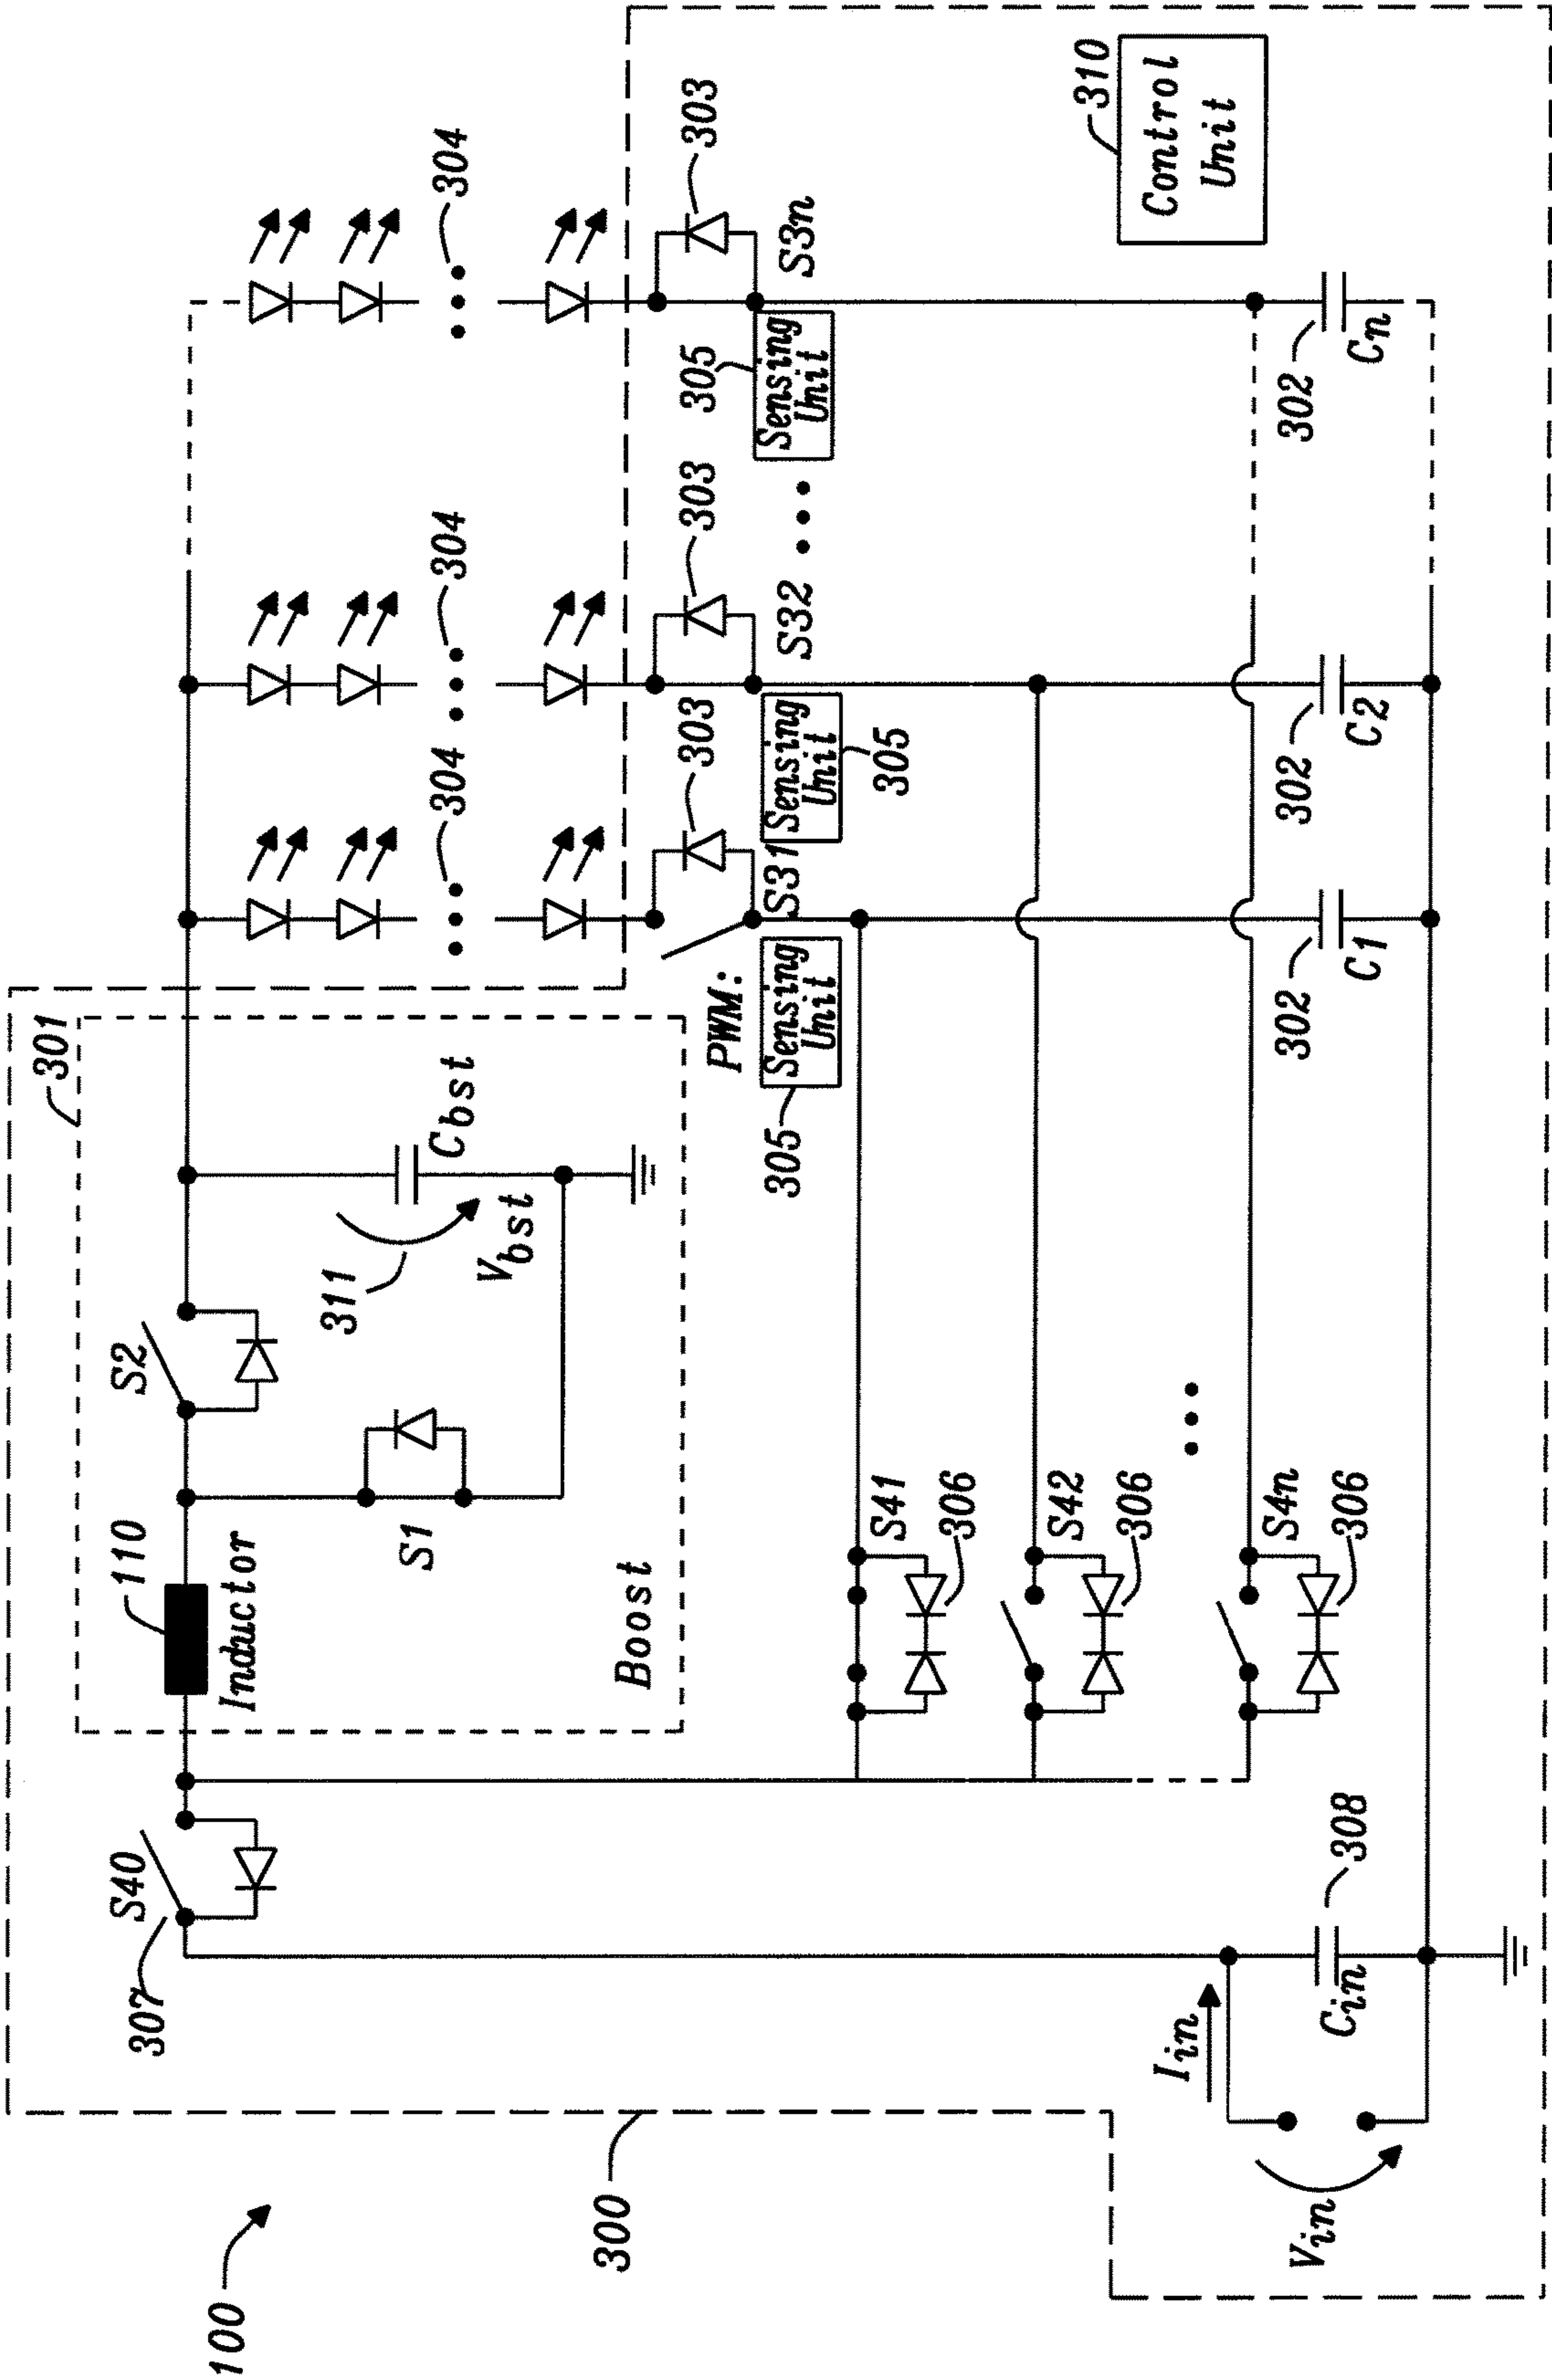 100
300
301
307
S40
110
Inductor
S2
S1
Boost
311
Vbst
Cbst
304
304
304
303
303
303
PWM:
S31
S32
S3n
305
Sensing
Unit
Sensing
Unit
305
305
Sensing
Unit
S41
306
S42
306
S4n
306
310
Control
Unit
Iin
Vin
308
Cin
302
C1
302
C2
302
Cn